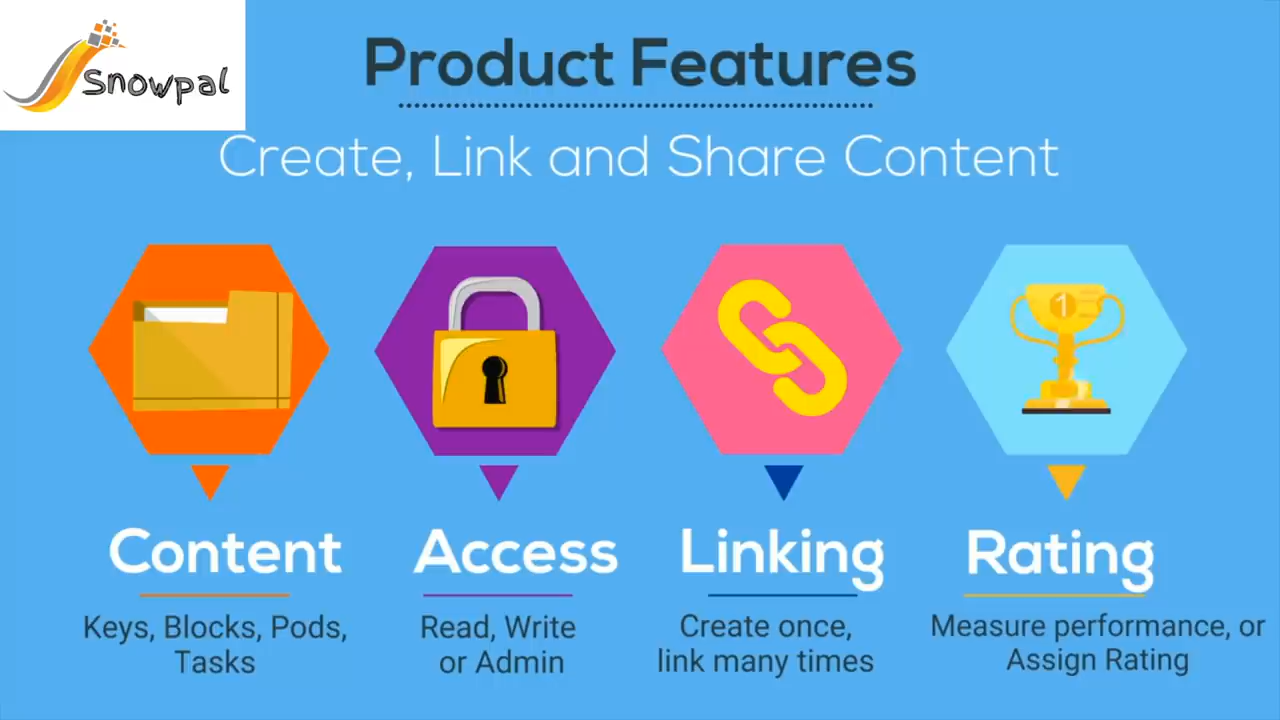 Snowpal
Product Features
Create, Link and Share Content
1
Content
Access
Linking
Rating
Keys, Blocks, Pods,
Tasks
Read, Write
or Admin
Create once,
link many times
Measure performance, or
Assign Rating